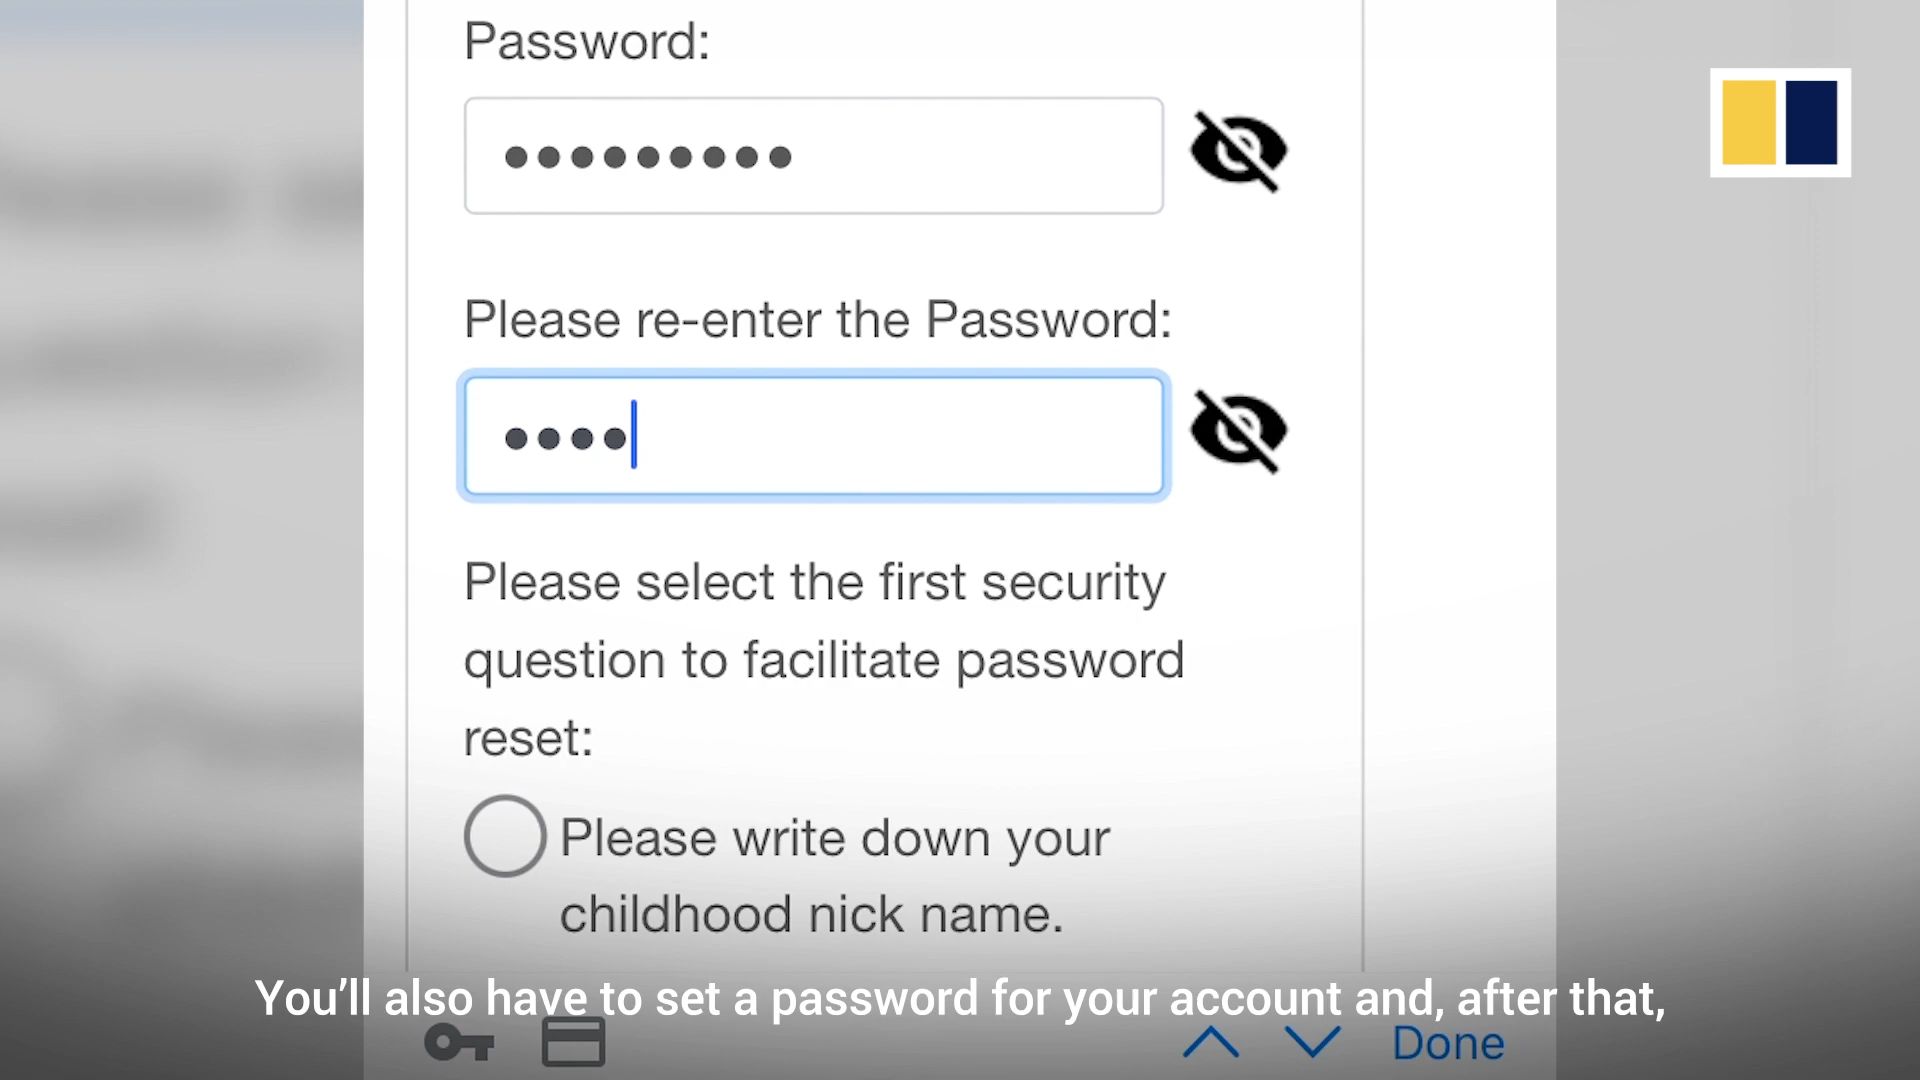 Password:
•••••••••
Please re-enter the Password:
••••
Please select the first security
question to facilitate password
reset:
Please write down your
childhood nick name.
You’ll also have to set a password for your account and, after that,
Done